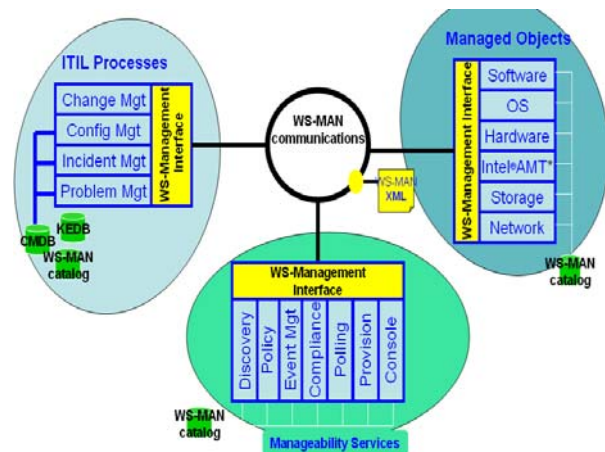 ITIL Processes
Change Mgt
Config Mgt
Incident Mgt
Problem Mgt
WS-Management
Interface
CMDB
KEDB
WS-MAN
catalog
WS-MAN
communications
WS-MAN
XML
Managed Objects
WS-Management Interface
Software
OS
Hardware
Intel®AMT*
Storage
Network
WS-MAN
catalog
WS-Management
Interface
Discovery
Policy
Event Mgt
Compliance
Polling
Provision
Console
WS-MAN
catalog
Manageability Services